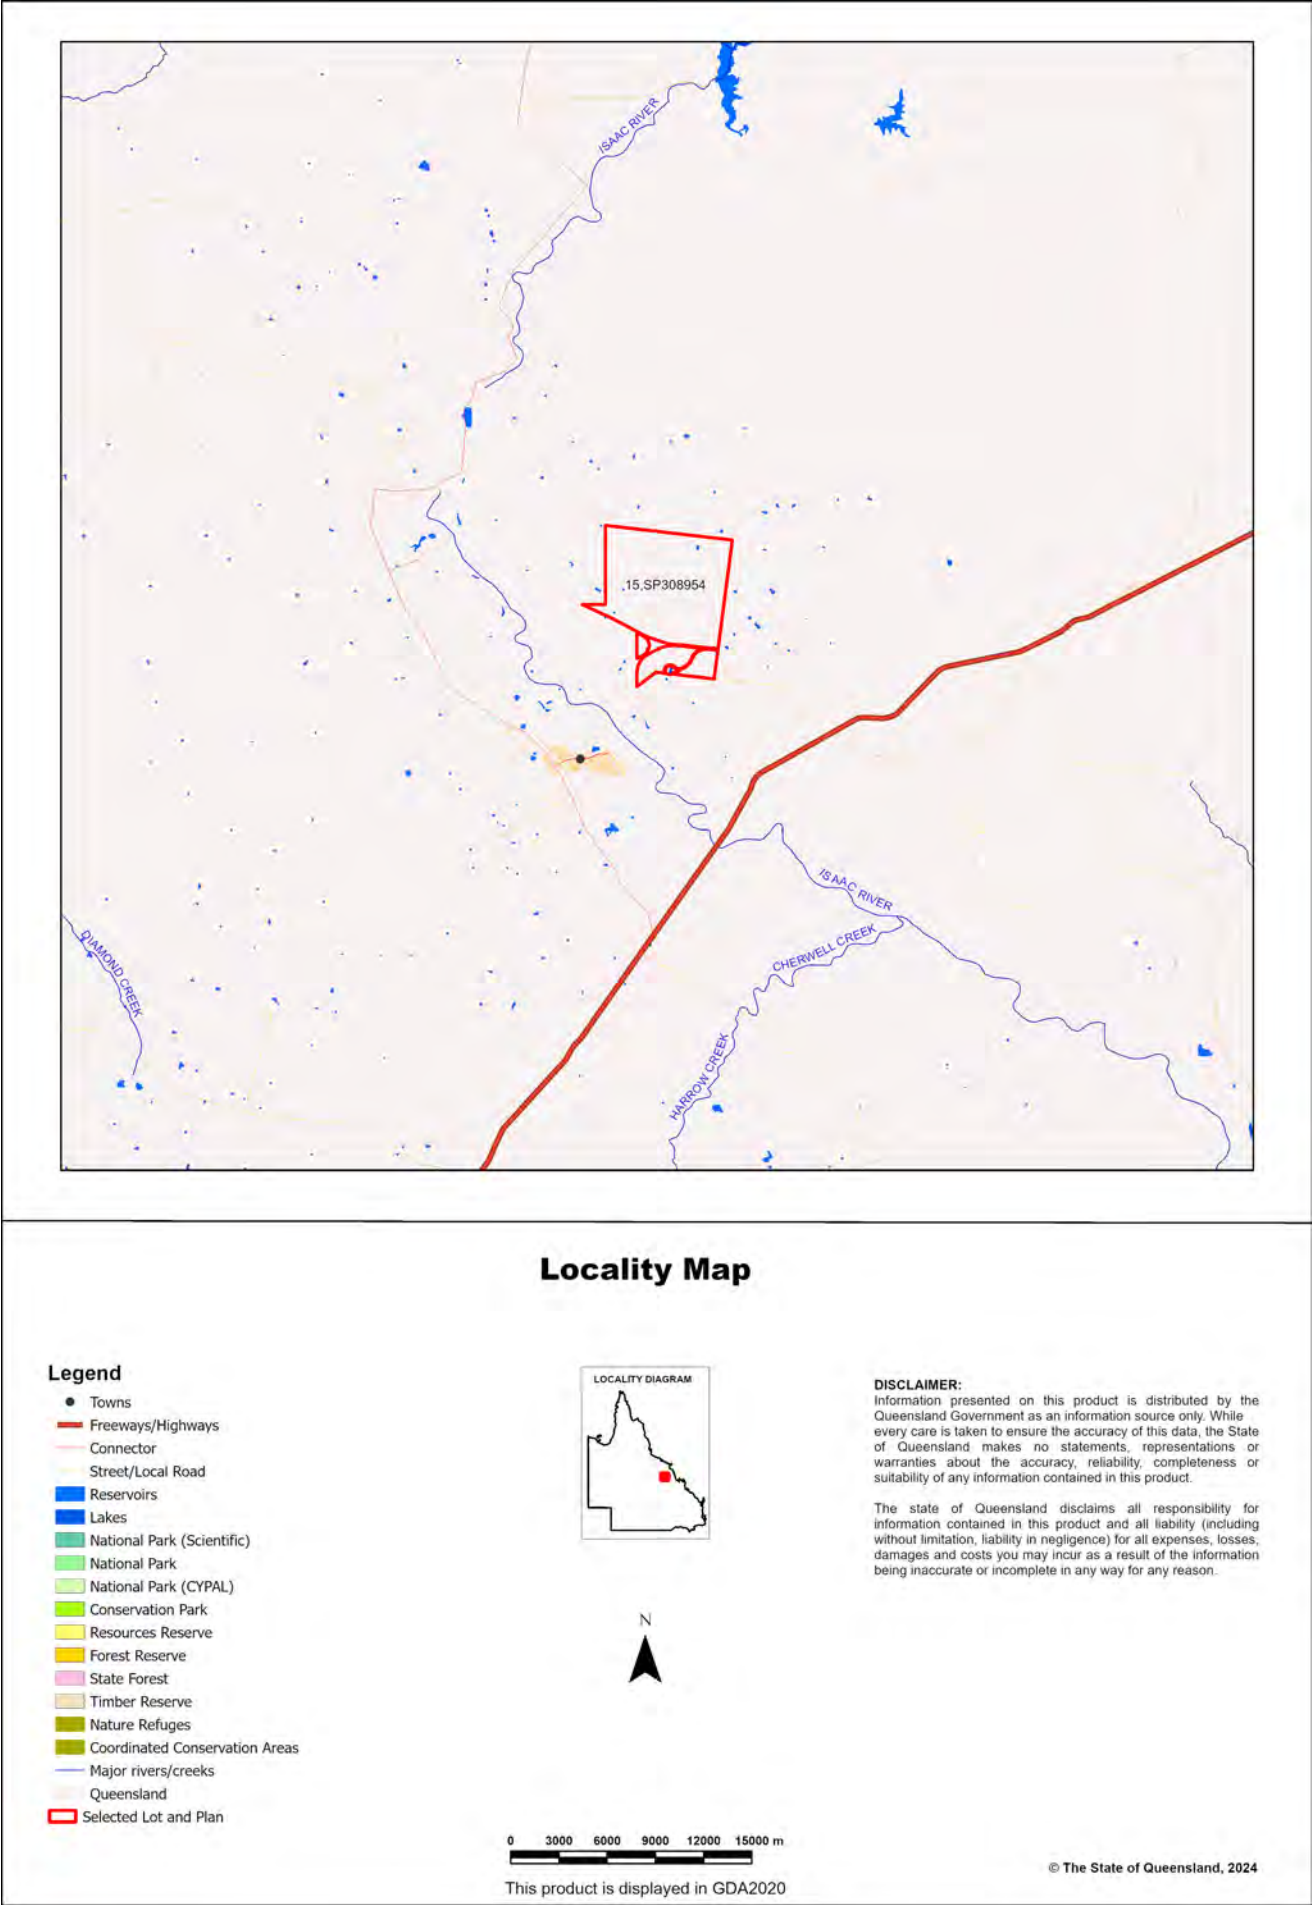 ISAAC RIVER
15,SP308954
ISAAC RIVER
CHERWELL CREEK
DIAMOND CREEK
HARROW CREEK
Locality Map
Legend
Towns
Freeways/Highways
Connector
Street/Local Road
Reservoirs
Lakes
National Park (Scientific)
National Park
National Park (CYPAL)
Conservation Park
Resources Reserve
Forest Reserve
State Forest
Timber Reserve
Nature Refuges
Coordinated Conservation Areas
Major rivers/creeks
Queensland
Selected Lot and Plan
LOCALITY DIAGRAM
N
0 3000 6000 9000 12000 15000 m
This product is displayed in GDA2020
DISCLAIMER:
Information presented on this product is distributed by the
Queensland Government as an information source only. While
every care is taken to ensure the accuracy of this data, the State
of Queensland makes no statements, representations or
warranties about the accuracy, reliability, completeness or
suitability of any information contained in this product.
The state of Queensland disclaims all responsibility for
information contained in this product and all liability (including
without limitation, liability in negligence) for all expenses, losses,
damages and costs you may incur as a result of the information
being inaccurate or incomplete in any way for any reason.
© The State of Queensland, 2024